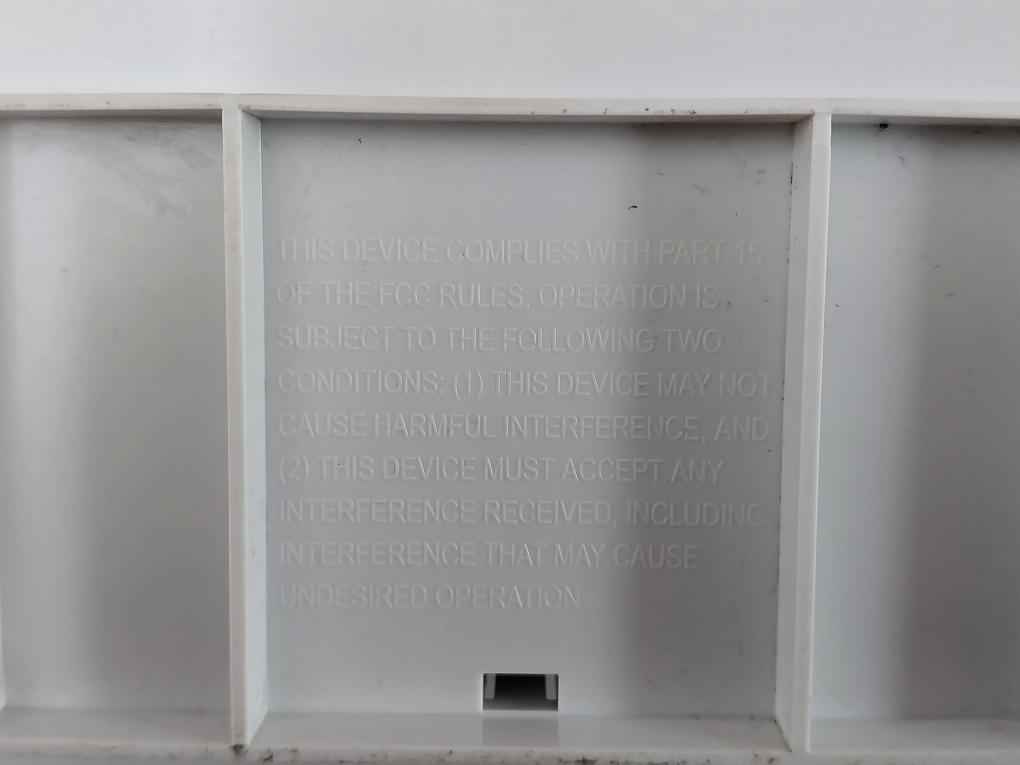 THIS DEVICE COMPLIES WITH PART 15
OF THE FCC RULES, OPERATION IS
SUBJECT TO THE FOLLOWING TWO
CONDITIONS: (1) THIS DEVICE MAY NOT
CAUSE HARMFUL INTERFERENCE, AND
(2) THIS DEVICE MUST ACCEPT ANY
INTERFERENCE RECEIVED, INCLUDING
INTERFERENCE THAT MAY CAUSE
UNDESIRED OPERATION